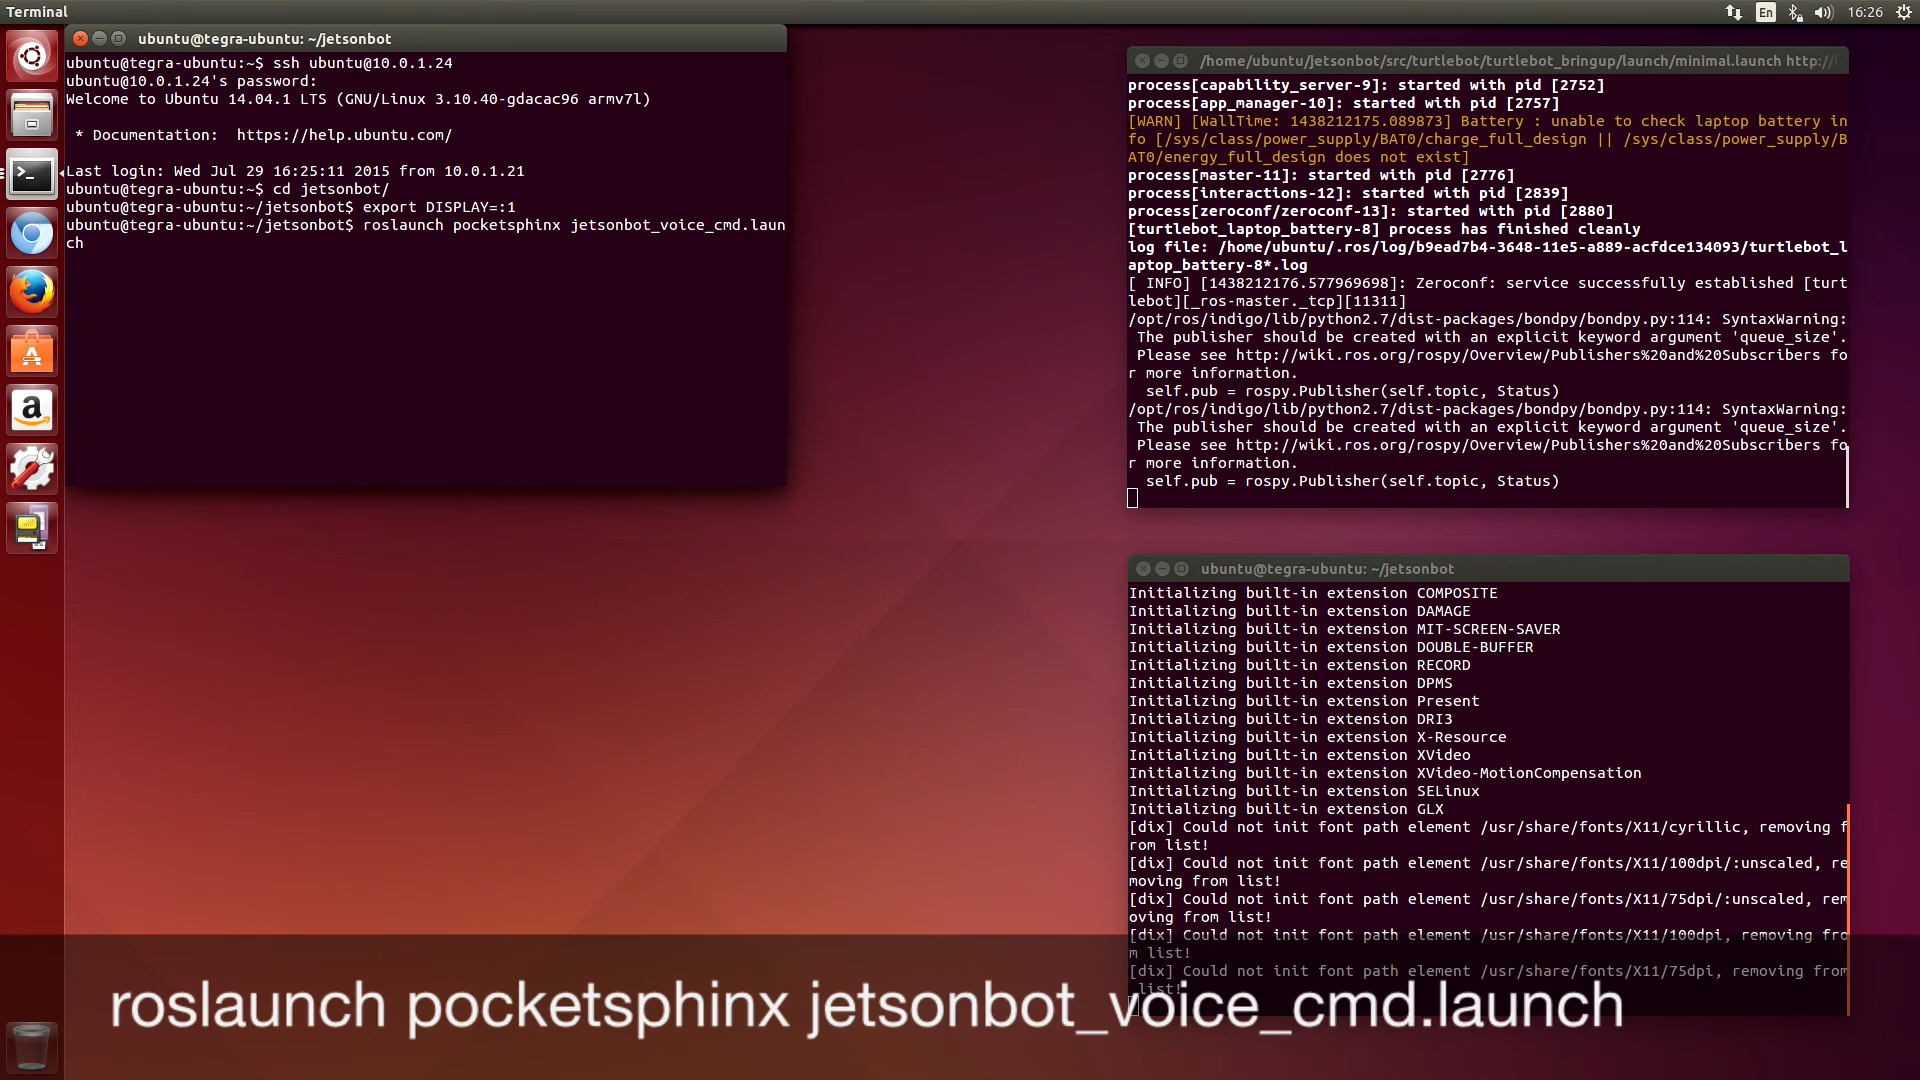 Terminal
En
16:26
ubuntu@tegra-ubuntu: ~/jetsonbot
ubuntu@tegra-ubuntu:~$ ssh ubuntu@10.0.1.24
ubuntu@10.0.1.24's password:
Welcome to Ubuntu 14.04.1 LTS (GNU/Linux 3.10.40-gdacac96 armv7l)
 * Documentation:  https://help.ubuntu.com/
Last login: Wed Jul 29 16:25:11 2015 from 10.0.1.21
ubuntu@tegra-ubuntu:~$ cd jetsonbot/
ubuntu@tegra-ubuntu:~/jetsonbot$ export DISPLAY=:1
ubuntu@tegra-ubuntu:~/jetsonbot$ roslaunch pocketsphinx jetsonbot_voice_cmd.laun
ch
/home/ubuntu/jetsonbot/src/turtlebot/turtlebot_bringup/launch/minimal.launch http://
process[capability_server-9]: started with pid [2752]
process[app_manager-10]: started with pid [2757]
[WARN] [WallTime: 1438212175.089873] Battery : unable to check laptop battery in
fo [/sys/class/power_supply/BAT0/charge_full_design || /sys/class/power_supply/B
AT0/energy_full_design does not exist]
process[master-11]: started with pid [2776]
process[interactions-12]: started with pid [2839]
process[zeroconf/zeroconf-13]: started with pid [2880]
[turtlebot_laptop_battery-8] process has finished cleanly
log file: /home/ubuntu/.ros/log/b9ead7b4-3648-11e5-a889-acfdce134093/turtlebot_l
aptop_battery-8*.log
[ INFO] [1438212176.577969698]: Zeroconf: service successfully established [turt
lebot][_ros-master._tcp][11311]
/opt/ros/indigo/lib/python2.7/dist-packages/bondpy/bondpy.py:114: SyntaxWarning:
 The publisher should be created with an explicit keyword argument 'queue_size'.
 Please see http://wiki.ros.org/rospy/Overview/Publishers%20and%20Subscribers fo
r more information.
  self.pub = rospy.Publisher(self.topic, Status)
/opt/ros/indigo/lib/python2.7/dist-packages/bondpy/bondpy.py:114: SyntaxWarning:
 The publisher should be created with an explicit keyword argument 'queue_size'.
 Please see http://wiki.ros.org/rospy/Overview/Publishers%20and%20Subscribers fo
r more information.
  self.pub = rospy.Publisher(self.topic, Status)
ubuntu@tegra-ubuntu: ~/jetsonbot
Initializing built-in extension COMPOSITE
Initializing built-in extension DAMAGE
Initializing built-in extension MIT-SCREEN-SAVER
Initializing built-in extension DOUBLE-BUFFER
Initializing built-in extension RECORD
Initializing built-in extension DPMS
Initializing built-in extension Present
Initializing built-in extension DRI3
Initializing built-in extension X-Resource
Initializing built-in extension XVideo
Initializing built-in extension XVideo-MotionCompensation
Initializing built-in extension SELinux
Initializing built-in extension GLX
[dix] Could not init font path element /usr/share/fonts/X11/cyrillic, removing f
rom list!
[dix] Could not init font path element /usr/share/fonts/X11/100dpi/:unscaled, re
moving from list!
[dix] Could not init font path element /usr/share/fonts/X11/75dpi/:unscaled, rem
oving from list!
[dix] Could not init font path element /usr/share/fonts/X11/100dpi, removing fro
m list!
[dix] Could not init font path element /usr/share/fonts/X11/75dpi, removing from
 list!
roslaunch pocketsphinx jetsonbot_voice_cmd.launch